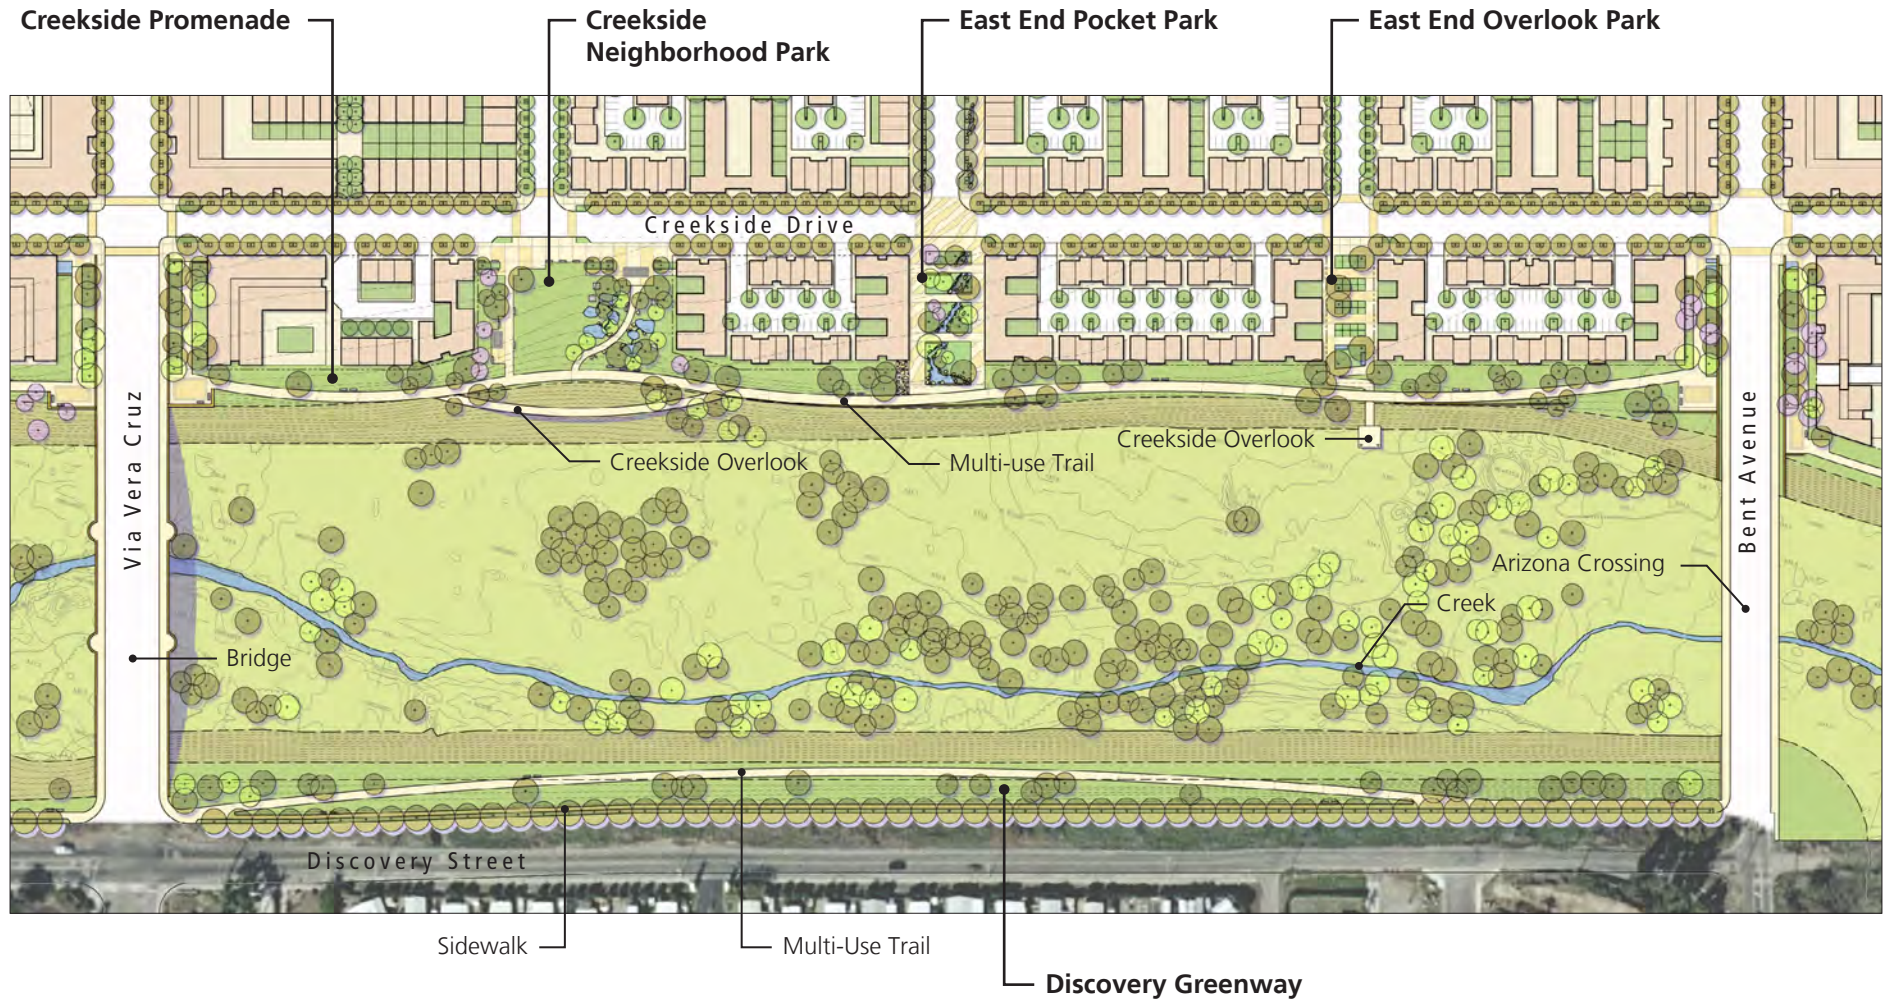 Creekside Promenade
Creekside
Neighborhood Park
East End Pocket Park
East End Overlook Park
Creekside Drive
Via Vera Cruz
Bent Avenue
Creekside Overlook
Creekside Overlook
Multi-use Trail
Arizona Crossing
Creek
Bridge
Discovery Street
Sidewalk
Multi-Use Trail
Discovery Greenway